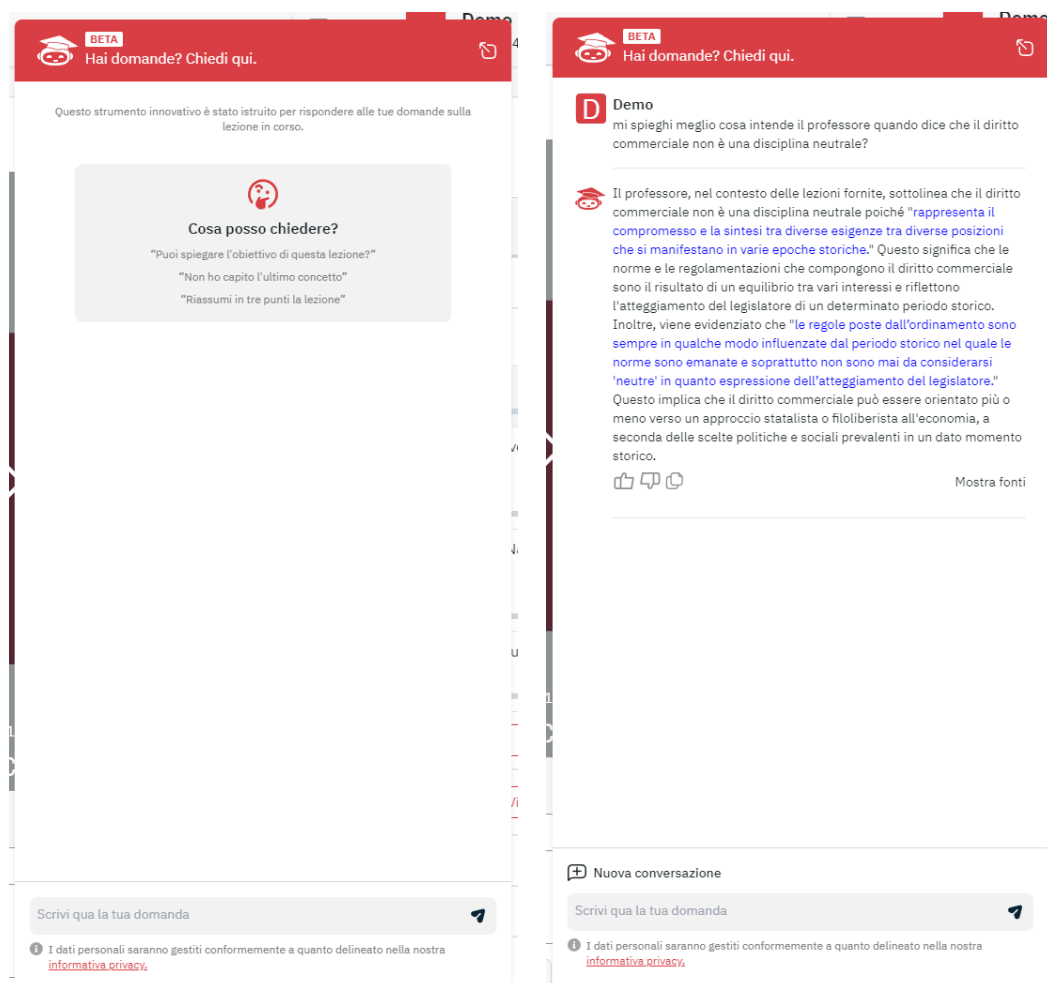 Demo
4
BETA
Hai domande? Chiedi qui.
Questo strumento innovativo è stato istruito per rispondere alle tue domande sulla
lezione in corso.
Cosa posso chiedere?
"Puoi spiegare l'obiettivo di questa lezione?"
"Non ho capito l'ultimo concetto"
"Riassumi in tre punti la lezione"
Scrivi qua la tua domanda
I dati personali saranno gestiti conformemente a quanto delineato nella nostra
informativa privacy.
Demo
BETA
Hai domande? Chiedi qui.
D
Demo
mi spieghi meglio cosa intende il professore quando dice che il diritto
commerciale non è una disciplina neutrale?
Il professore, nel contesto delle lezioni fornite, sottolinea che il diritto
commerciale non è una disciplina neutrale poiché "rappresenta il
compromesso e la sintesi tra diverse esigenze tra diverse posizioni
che si manifestano in varie epoche storiche." Questo significa che le
norme e le regolamentazioni che compongono il diritto commerciale
sono il risultato di un equilibrio tra vari interessi e riflettono
l'atteggiamento del legislatore di un determinato periodo storico.
Inoltre, viene evidenziato che "le regole poste dall'ordinamento sono
sempre in qualche modo influenzate dal periodo storico nel quale le
norme sono emanate e soprattutto non sono mai da considerarsi
'neutre' in quanto espressione dell'atteggiamento del legislatore."
Questo implica che il diritto commerciale può essere orientato più o
meno verso un approccio statalista o filoliberista all'economia, a
seconda delle scelte politiche e sociali prevalenti in un dato momento
storico.
Mostra fonti
Nuova conversazione
Scrivi qua la tua domanda
I dati personali saranno gestiti conformemente a quanto delineato nella nostra
informativa privacy.